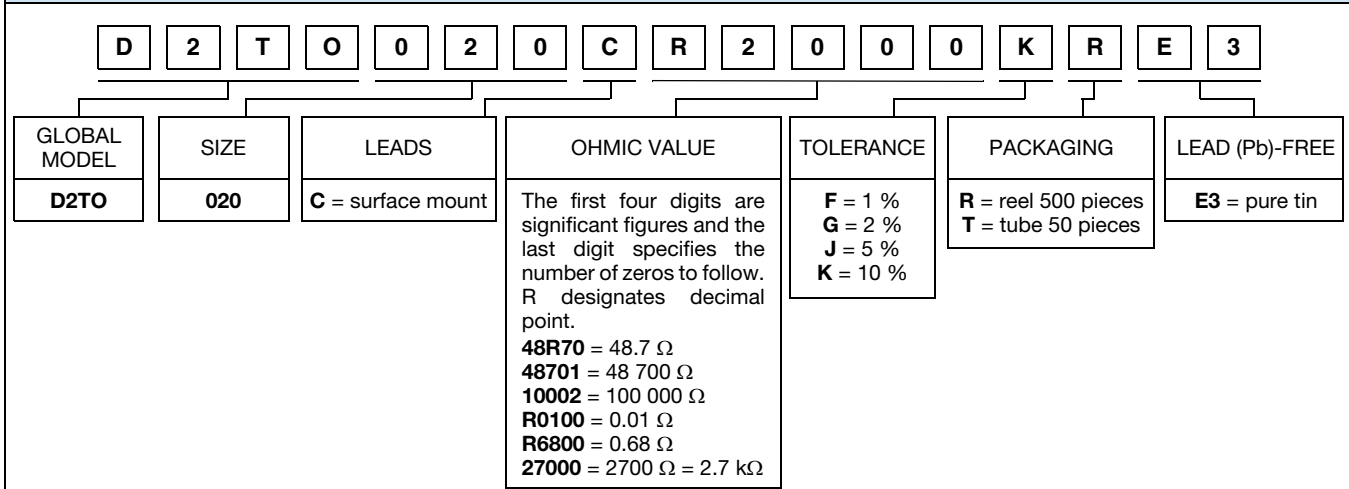 D 2 T O 0 2 0 C R 2 0 0 0 K R E 3
GLOBAL
MODEL
D2TO
SIZE
020
LEADS
C = surface mount
OHMIC VALUE
The first four digits are
significant figures and the
last digit specifies the
number of zeros to follow.
R designates decimal
point.
48R70 = 48.7 Ω
48701 = 48 700 Ω
10002 = 100 000 Ω
R0100 = 0.01 Ω
R6800 = 0.68 Ω
27000 = 2700 Ω = 2.7 kΩ
TOLERANCE
F = 1 %
G = 2 %
J = 5 %
K = 10 %
PACKAGING
R = reel 500 pieces
T = tube 50 pieces
LEAD (Pb)-FREE
E3 = pure tin